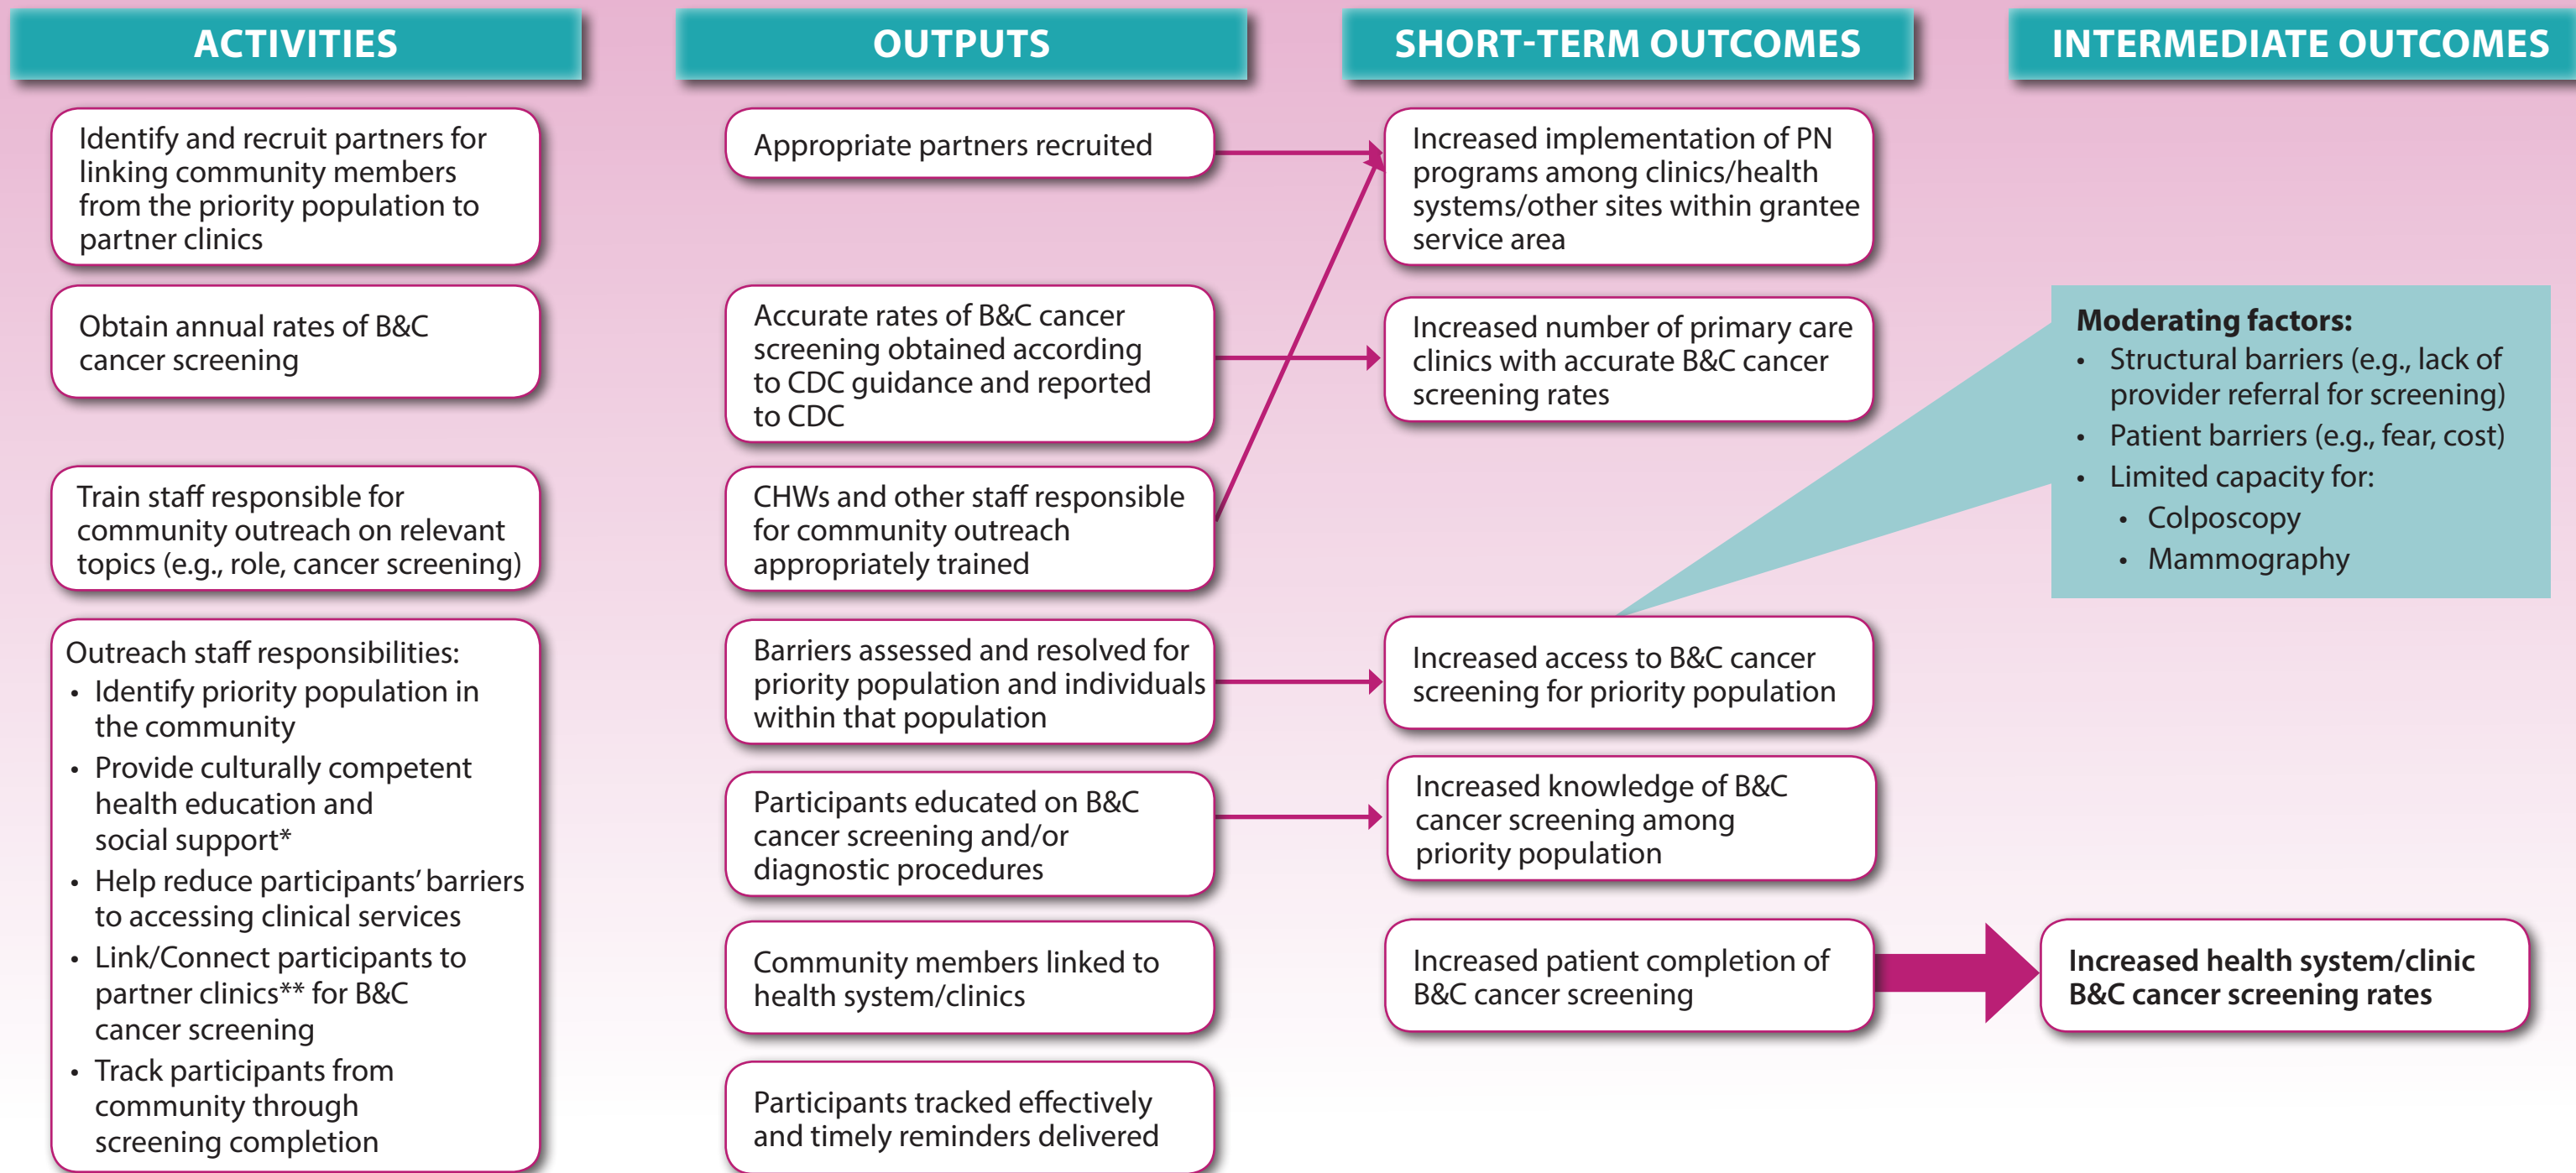 ACTIVITIES
Identify and recruit partners for
linking community members
from the priority population to
partner clinics
Obtain annual rates of B&C
cancer screening
Train staff responsible for
community outreach on relevant
topics (e.g., role, cancer screening)
Outreach staff responsibilities:
• Identify priority population in
the community
• Provide culturally competent
health education and
social support*
• Help reduce participants’ barriers
to accessing clinical services
• Link/Connect participants to
partner clinics** for B&C
cancer screening
• Track participants from
community through
screening completion
OUTPUTS
Appropriate partners recruited
Accurate rates of B&C cancer
screening obtained according
to CDC guidance and reported
to CDC
CHWs and other staff responsible
for community outreach
appropriately trained
Barriers assessed and resolved for
priority population and individuals
within that population
Participants educated on B&C
cancer screening and/or
diagnostic procedures
Community members linked to
health system/clinics
Participants tracked effectively
and timely reminders delivered
SHORT-TERM OUTCOMES
Increased implementation of PN
programs among clinics/health
systems/other sites within grantee
service area
Increased number of primary care
clinics with accurate B&C cancer
screening rates
Increased access to B&C cancer
screening for priority population
Increased knowledge of B&C
cancer screening among
priority population
Increased patient completion of
B&C cancer screening
INTERMEDIATE OUTCOMES
Moderating factors:
• Structural barriers (e.g., lack of
provider referral for screening)
• Patient barriers (e.g., fear, cost)
• Limited capacity for:
• Colposcopy
• Mammography
Increased health system/clinic
B&C cancer screening rates